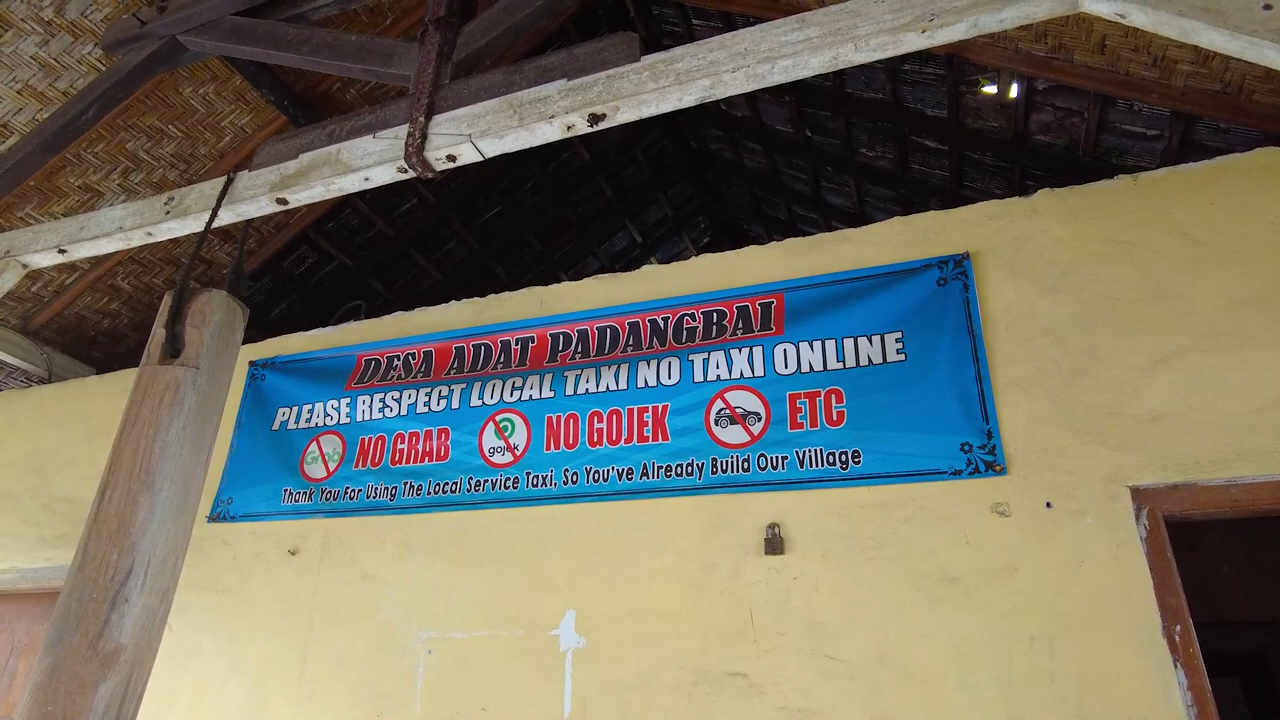 DESA ADAT PADANGBAI
PLEASE RESPECT LOCAL TAXI NO TAXI ONLINE
Grab NO GRAB gojek NO GOJEK ETC
Thank You For Using The Local Service Taxi, So You've Already Build Our Village